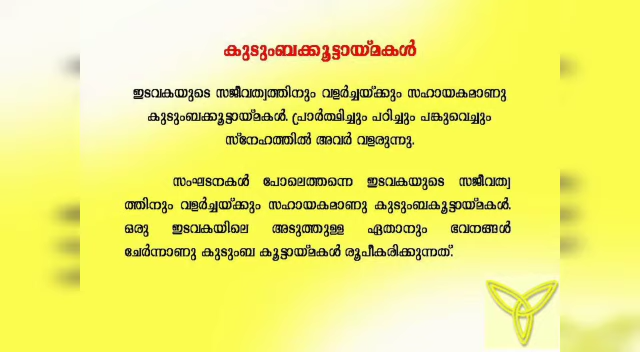 കുടുംബക്കൂട്ടായ്മകൾ
ഇടവകയുടെ സജീവത്വത്തിനും വളർച്ചയ്ക്കും സഹായകമാണു
കുടുംബക്കൂട്ടായ്മകൾ. പ്രാർത്ഥിച്ചും പഠിച്ചും പങ്കുവെച്ചും
സ്നേഹത്തിൽ അവർ വളരുന്നു.
സംഘടനകൾ പോലെത്തന്നെ ഇടവകയുടെ സജീവത്വ
ത്തിനും വളർച്ചയ്ക്കും സഹായകമാണു കുടുംബകൂട്ടായ്മകൾ.
ഒരു ഇടവകയിലെ അടുത്തുള്ള ഏതാനും ഭവനങ്ങൾ
ചേർന്നാണു കുടുംബ കൂട്ടായ്മകൾ രൂപീകരിക്കുന്നത്.